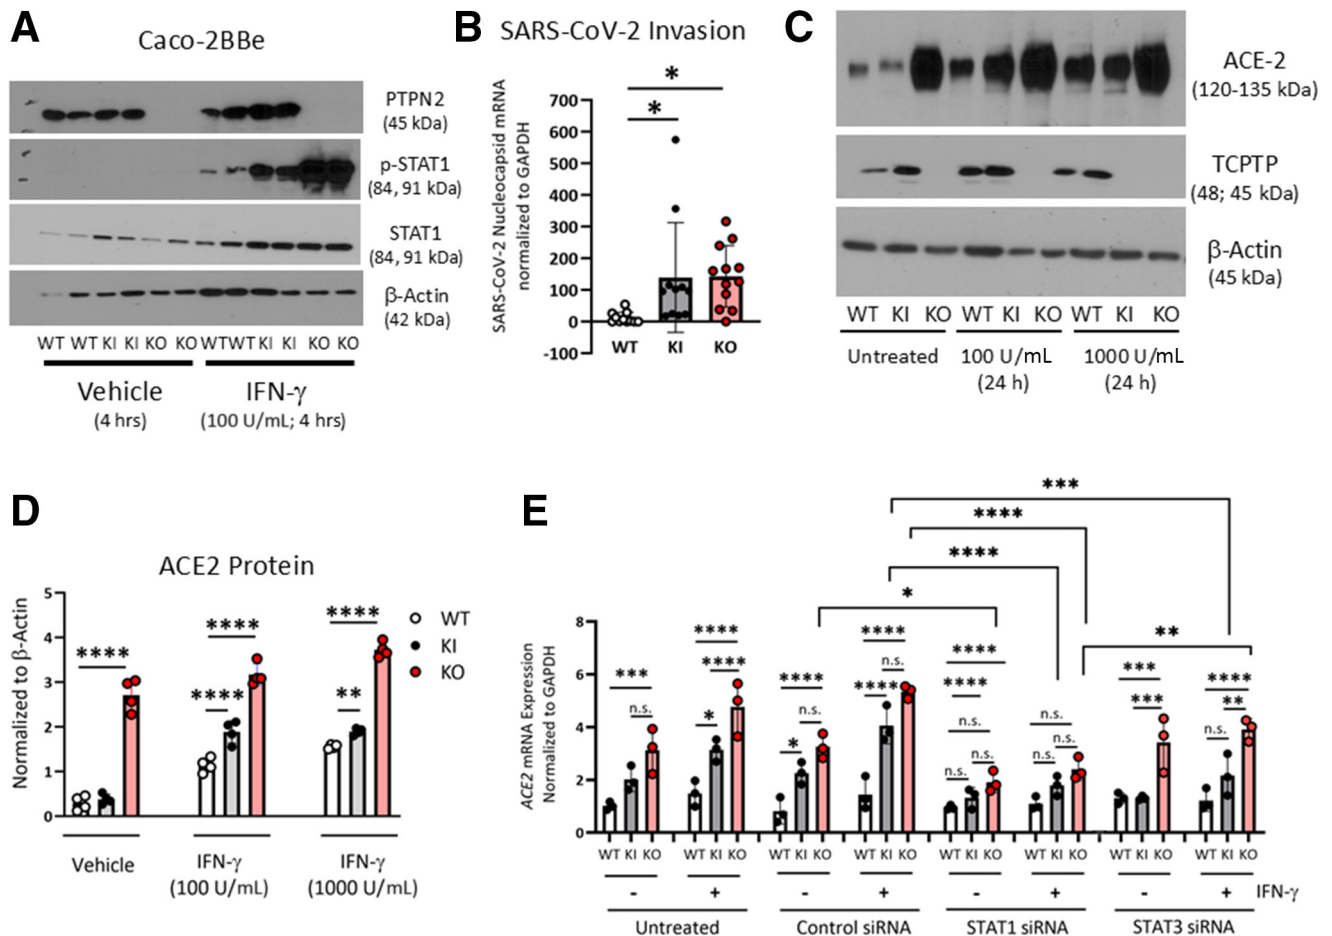 A
Caco-2BBe
PTPN2
(45 kDa)
p-STAT1
(84, 91 kDa)
STAT1
(84, 91 kDa)
β-Actin
(42 kDa)
WT WT KI KI KO KO WT WT KI KI KO KO
Vehicle
(4 hrs)
IFN-γ
(100 U/mL; 4 hrs)
B
SARS-CoV-2 Invasion
SARS-CoV-2 Nucleocapsid mRNA
normalized to GAPDH
*
*
700
600
500
400
300
200
100
0
-100
WT KI KO
C
ACE-2
(120-135 kDa)
TCPTP
(48; 45 kDa)
β-Actin
(45 kDa)
WT KI KO WT KI KO WT KI KO
Untreated
100 U/mL
(24 h)
1000 U/mL
(24 h)
D
ACE2 Protein
Normalized to β-Actin
5
4
3
2
1
0
****
**** ****
** ****
WT
KI
KO
Vehicle
IFN-γ
(100 U/mL)
IFN-γ
(1000 U/mL)
E
ACE2 mRNA Expression
Normalized to GAPDH
***
****
****
*
**
8
6
4
2
0
*** n.s.
**** **** *
**** n.s. *
**** n.s. ****
**** **** n.s. n.s. n.s.
n.s. n.s. n.s.
*** ***
**** ** n.s.
WT KI KO WT KI KO WT KI KO WT KI KO WT KI KO WT KI KO WT KI KO WT KI KO
- + - + - + - + IFN-γ
Untreated Control siRNA STAT1 siRNA STAT3 siRNA